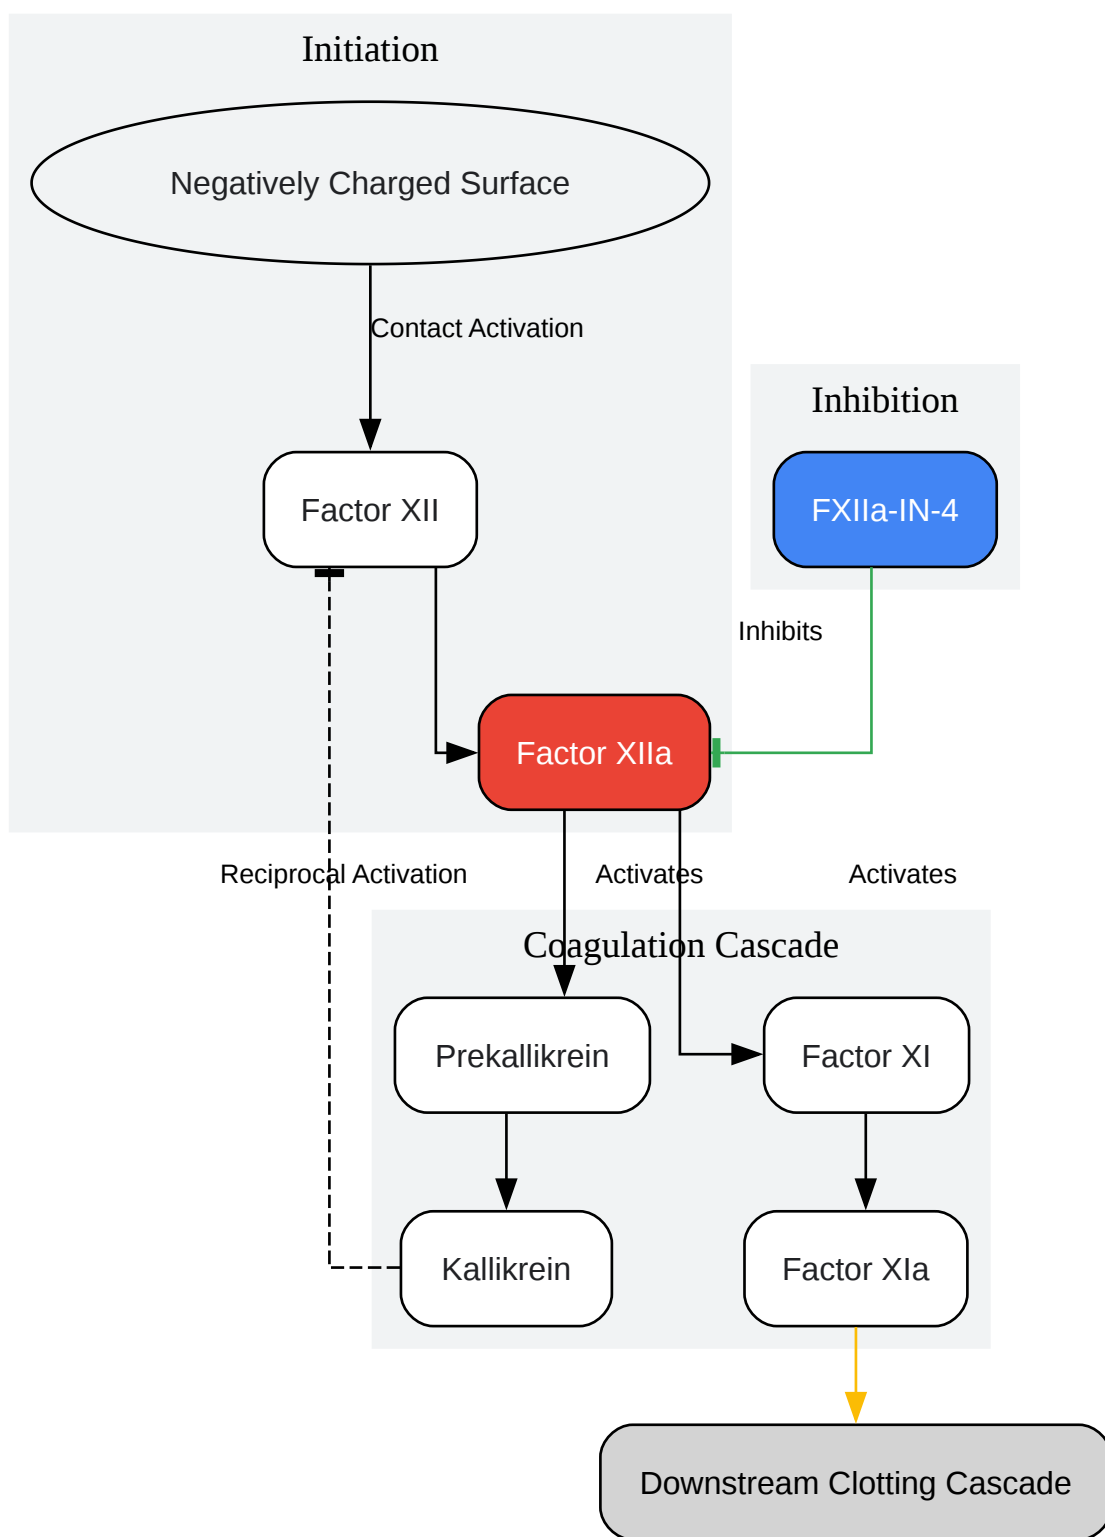 Initiation
Negatively Charged Surface
Contact Activation
Inhibition
Factor XII
FXIIa-IN-4
Inhibits
Factor XIIa
Reciprocal Activation
Activates
Activates
Coagulation Cascade
Prekallikrein
Factor XI
Kallikrein
Factor XIa
Downstream Clotting Cascade